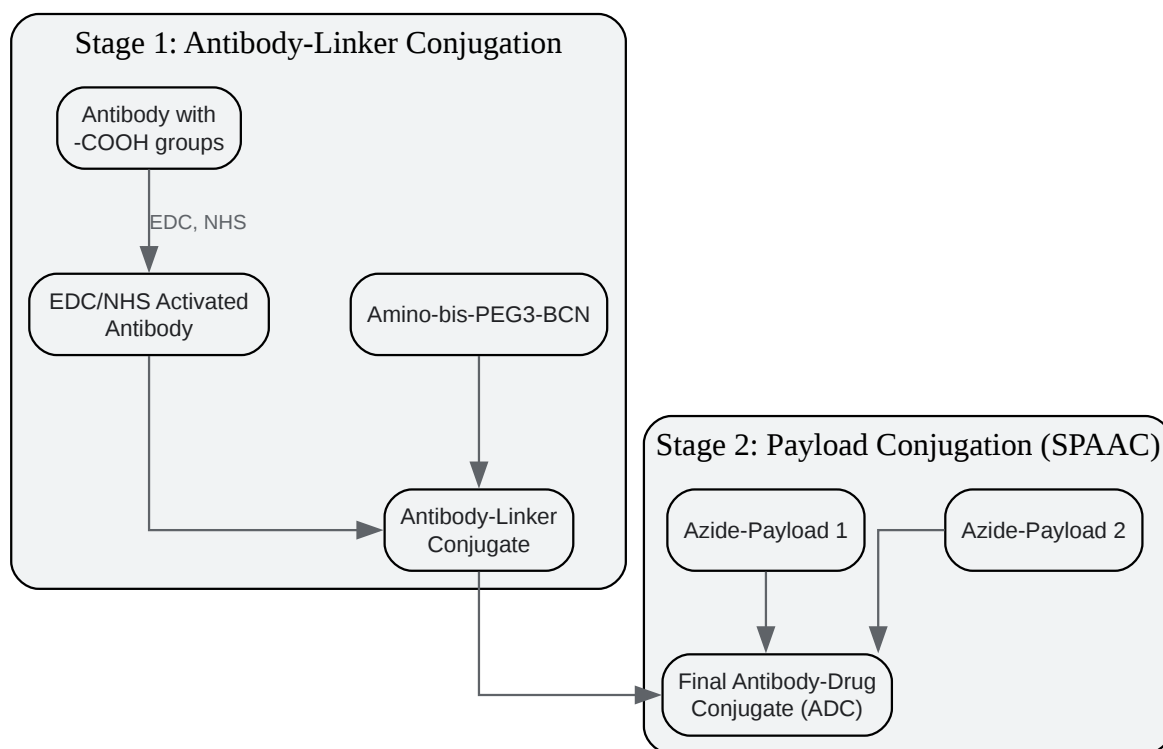 Stage 1: Antibody-Linker Conjugation
Antibody with
-COOH groups
EDC, NHS
EDC/NHS Activated
Antibody
Amino-bis-PEG3-BCN
Antibody-Linker
Conjugate
Stage 2: Payload Conjugation (SPAAC)
Azide-Payload 1
Azide-Payload 2
Final Antibody-Drug
Conjugate (ADC)